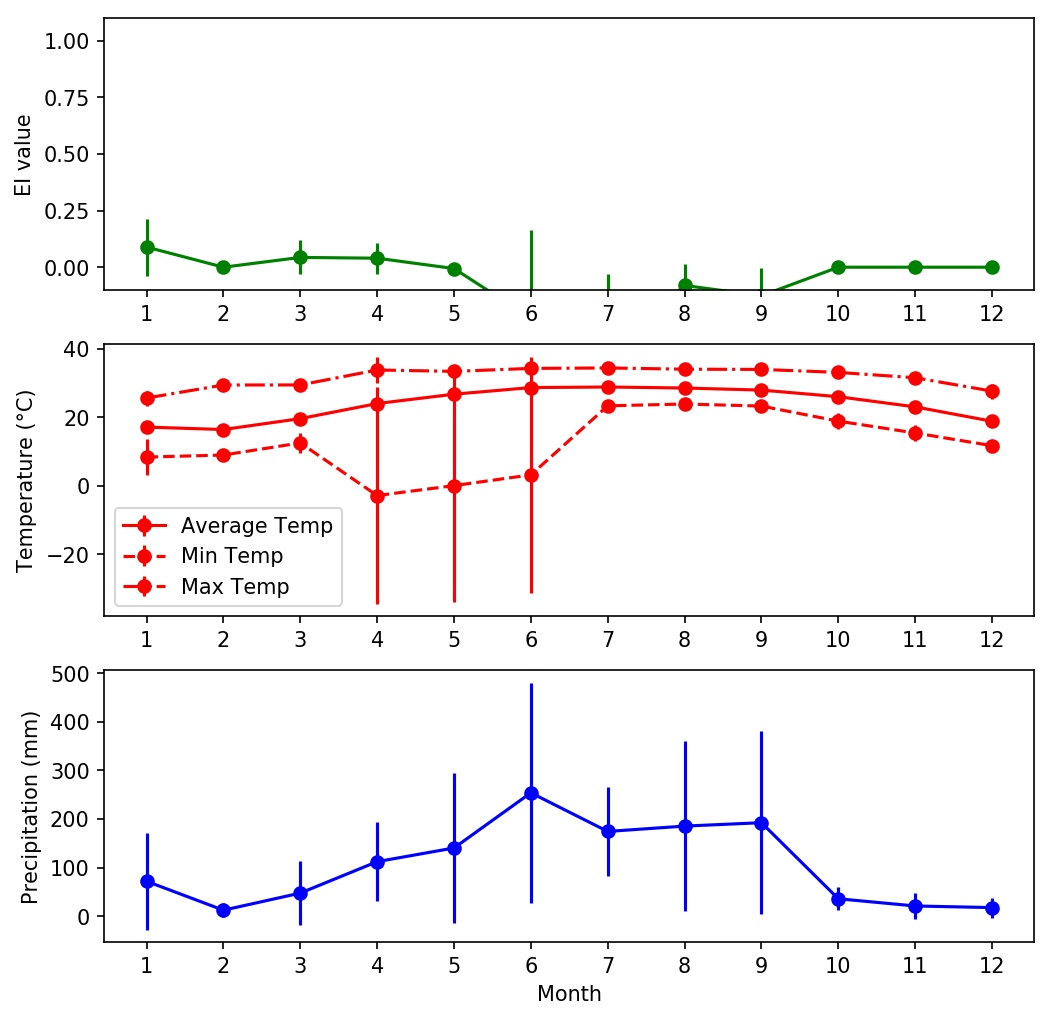 EI value
1.00
0.75
0.50
0.25
0.00
1 2 3 4 5 6 7 8 9 10 11 12
Temperature (°C)
40
20
0
−20
Average Temp
Min Temp
Max Temp
1 2 3 4 5 6 7 8 9 10 11 12
Precipitation (mm)
500
400
300
200
100
0
1 2 3 4 5 6 7 8 9 10 11 12
Month